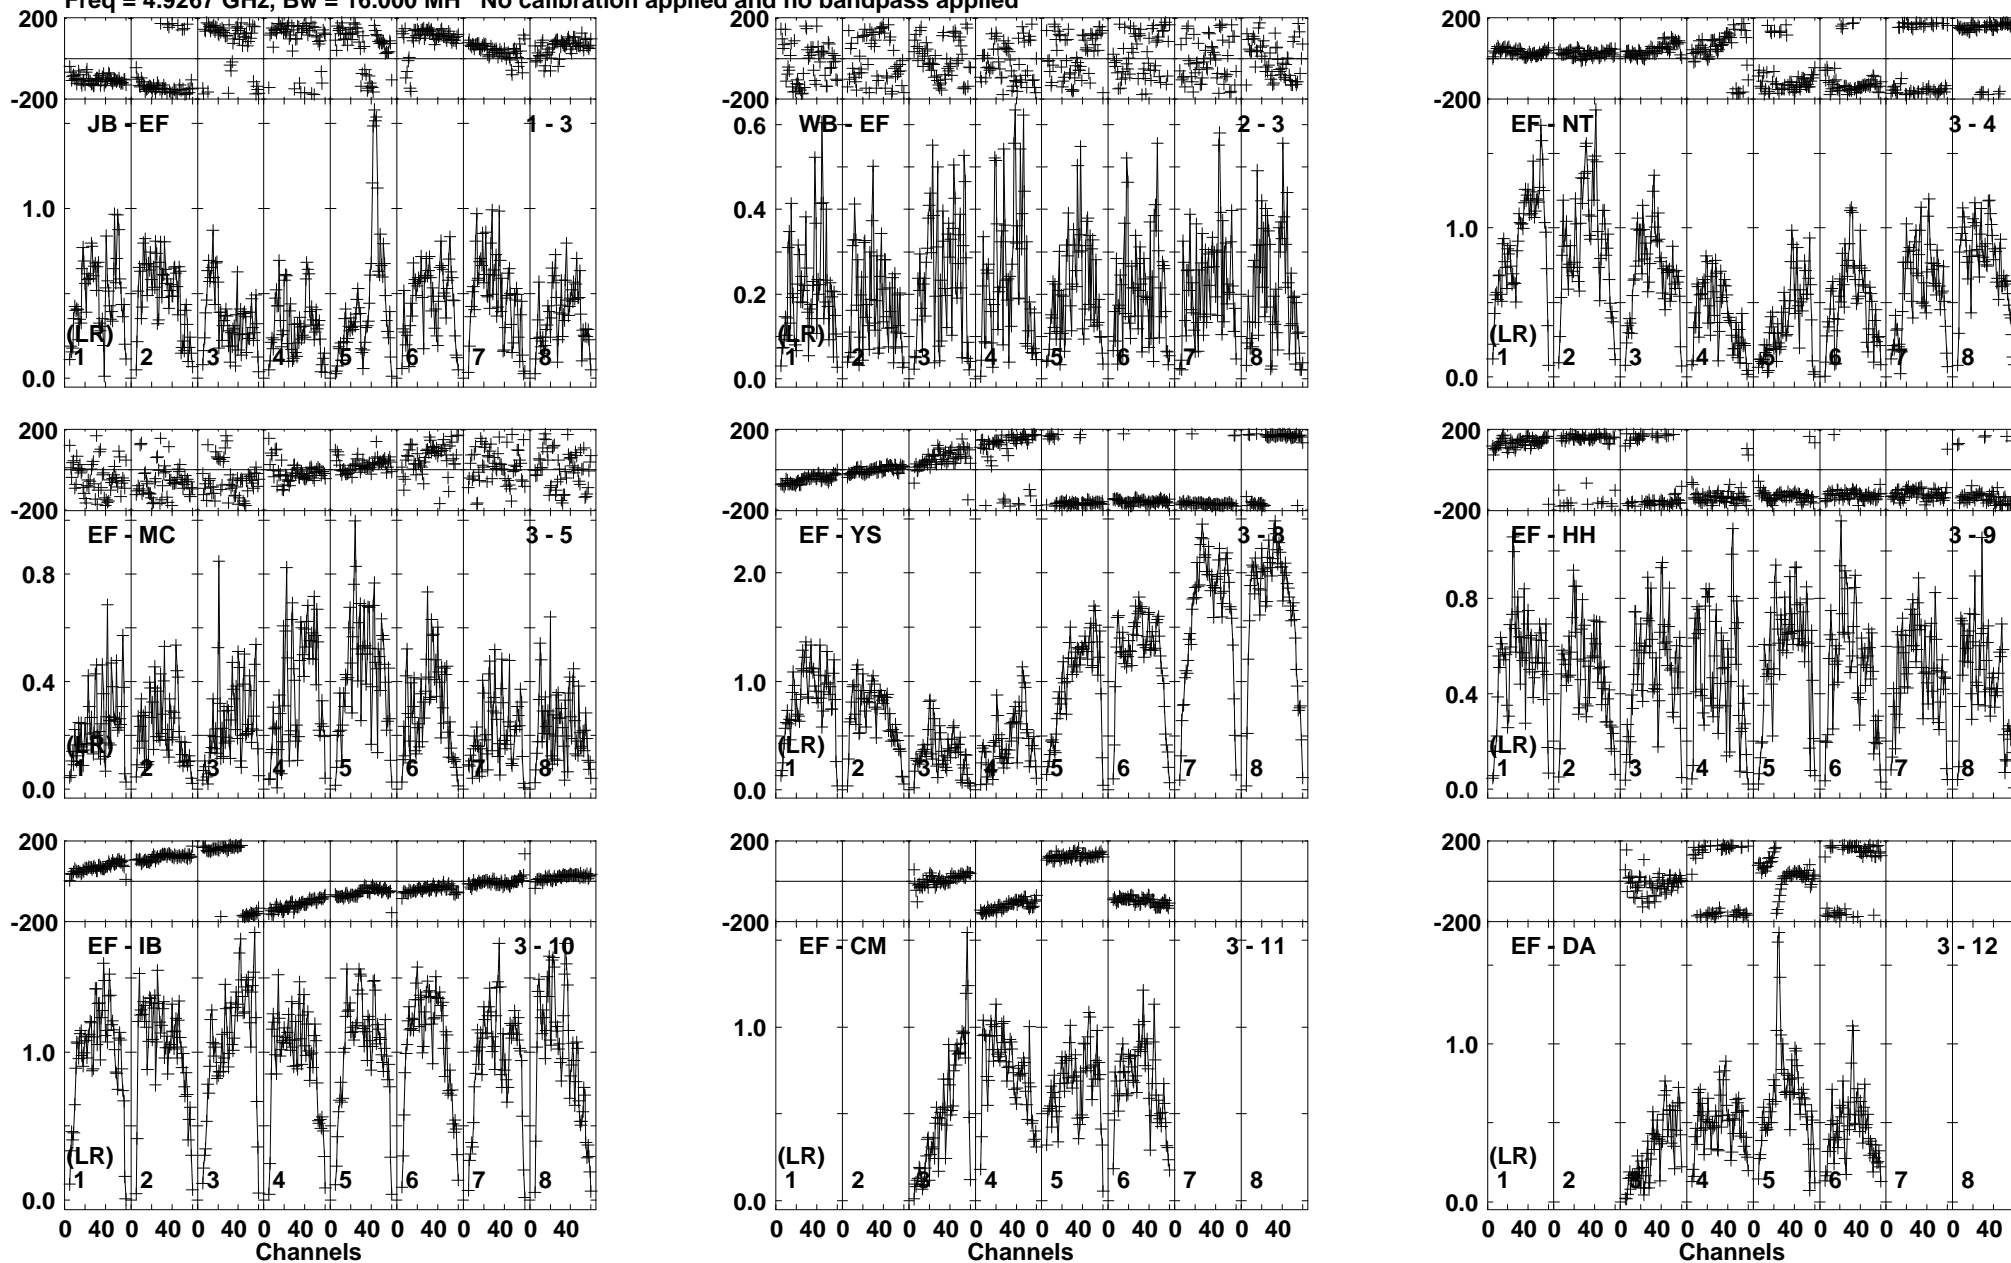 Freq = 4.9267 GHz, Bw = 16.000 MH No calibration applied and no bandpass applied
200 200 200
-200 -200 -200
JB - EF 1 - 3 WB - EF 2 - 3 EF - NT 3 - 4
1.0 0.6 0.4 0.2 1.0
(LR) (LR) (LR)
1 2 3 4 5 6 7 8 1 2 3 4 5 6 7 8 1 2 3 4 5 6 7 8
0.0 0.0 0.0
200 200 200
-200 -200 -200
EF - MC 3 - 5 EF - YS 3 - 8 EF - HH 3 - 9
0.8 0.4 2.0 1.0 0.8 0.4
(LR) (LR) (LR)
1 2 3 4 5 6 7 8 1 2 3 4 5 6 7 8 1 2 3 4 5 6 7 8
0.0 0.0 0.0
200 200 200
-200 -200 -200
EF - IB 3 - 10 EF - CM 3 - 11 EF - DA 3 - 12
1.0 1.0 1.0
(LR) (LR) (LR)
1 2 3 4 5 6 7 8 1 2 3 4 5 6 7 8 1 2 3 4 5 6 7 8
0.0 0.0 0.0
0 40 0 40 0 40 0 40 0 40 0 40 0 40 0 40 0 40 0 40 0 40 0 40 0 40 0 40 0 40 0 40 0 40 0 40 0 40 0 40 0 40 0 40 0 40 0 40
Channels Channels Channels